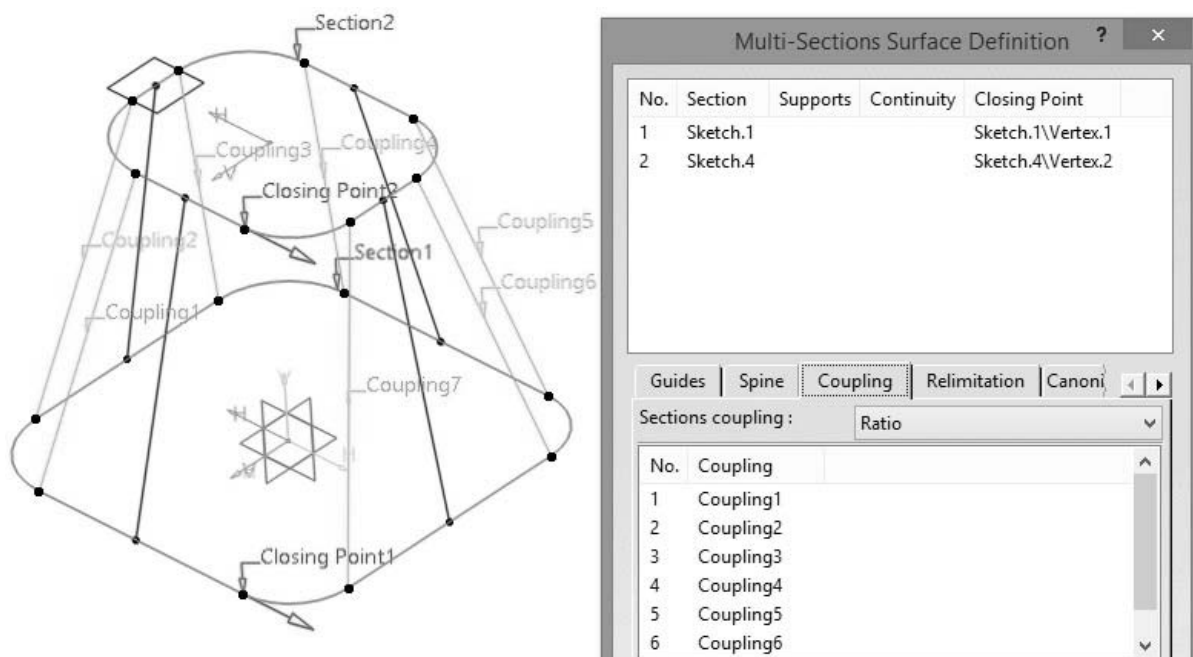 Section2
H
Coupling3
Coupling4
V
Closing Point2
Coupling2
Coupling5
Section1
Coupling6
Coupling1
Coupling7
V
H
H
V
Closing Point1
Multi-Sections Surface Definition ? ×
No. Section Supports Continuity Closing Point
1 Sketch.1 Sketch.1\Vertex.1
2 Sketch.4 Sketch.4\Vertex.2
Guides Spine Coupling Relimitation Canoni
Sections coupling : Ratio
No. Coupling
1 Coupling1
2 Coupling2
3 Coupling3
4 Coupling4
5 Coupling5
6 Coupling6